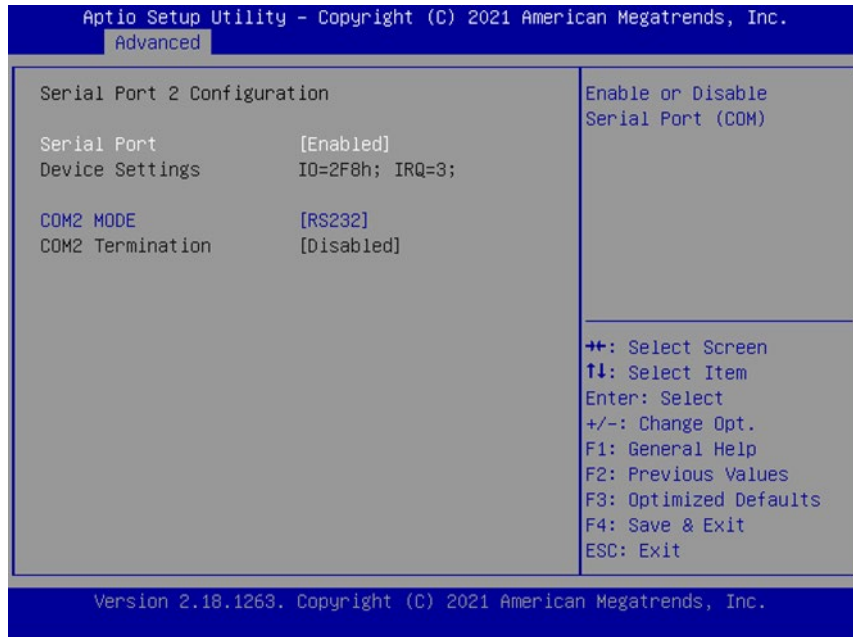 Aptio Setup Utility – Copyright (C) 2021 American Megatrends, Inc.
Advanced
Serial Port 2 Configuration
Serial Port [Enabled]
Device Settings IO=2F8h; IRQ=3;
COM2 MODE [RS232]
COM2 Termination [Disabled]
Enable or Disable
Serial Port (COM)
→←: Select Screen
↑↓: Select Item
Enter: Select
+/-: Change Opt.
F1: General Help
F2: Previous Values
F3: Optimized Defaults
F4: Save & Exit
ESC: Exit
Version 2.18.1263. Copyright (C) 2021 American Megatrends, Inc.